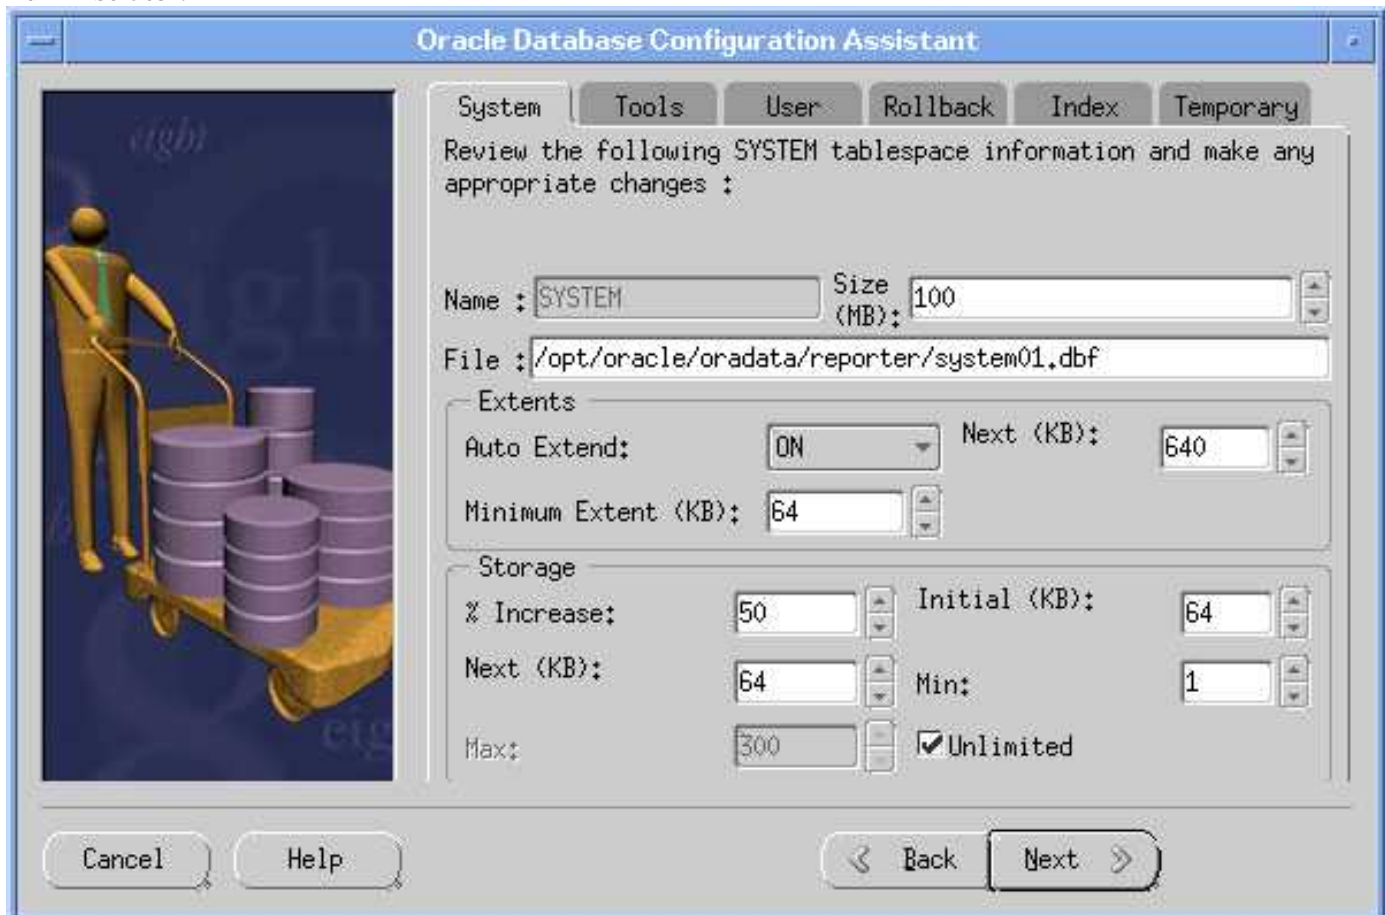 Oracle Database Configuration Assistant
eight
System Tools User Rollback Index Temporary
Review the following SYSTEM tablespace information and make any
appropriate changes :
eight
Name : SYSTEM Size (MB): 100
File : /opt/oracle/oradata/reporter/system01.dbf
Extents
Auto Extend: ON Next (KB): 640
Minimum Extent (KB): 64
Storage
% Increase: 50 Initial (KB): 64
Next (KB): 64 Min: 1
Max: 300 Unlimited
eig
Cancel Help Back Next